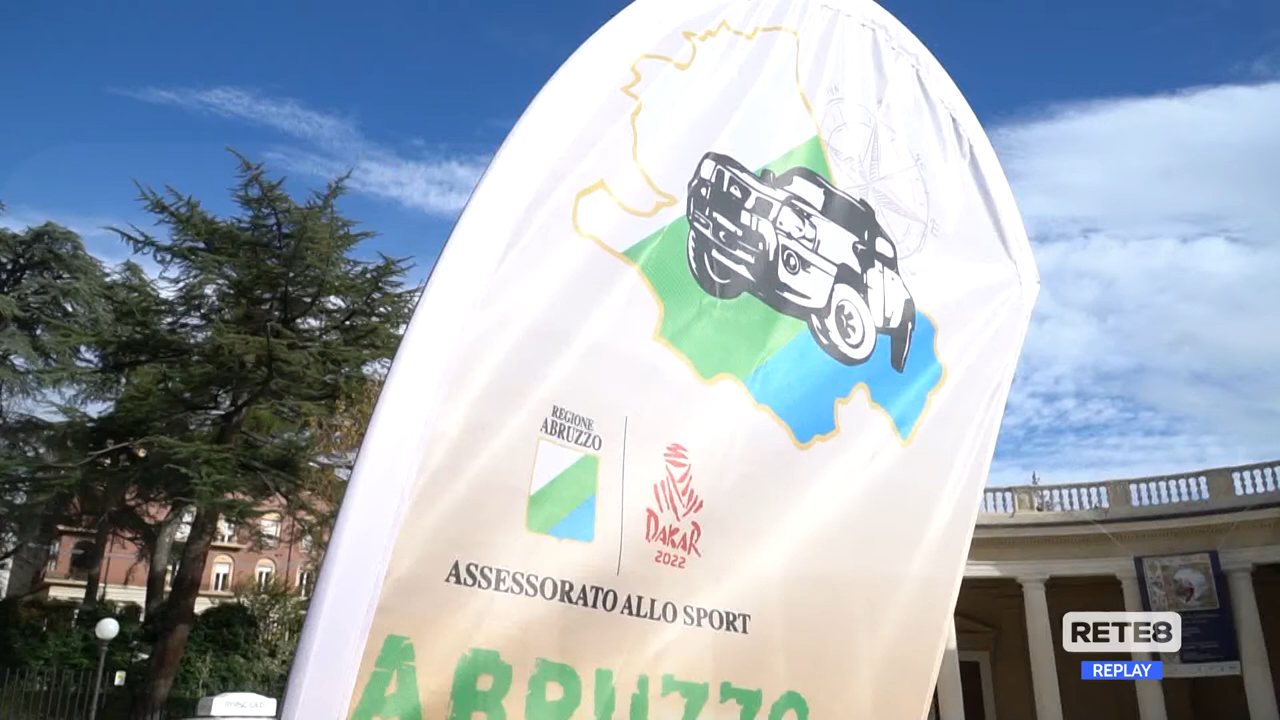 REGIONE
ABRUZZO
DAKAR
2022
ASSESSORATO ALLO SPORT
ABRUZZO
RETE8
REPLAY